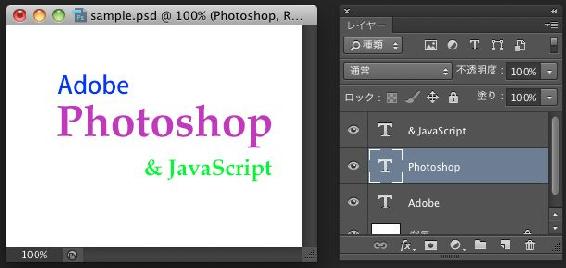 sample.psd @ 100% (Photoshop, R...
Adobe
Photoshop
& JavaScript
100%
レイヤー
種類
通常
不透明度: 100%
ロック:
塗り: 100%
& JavaScript
Photoshop
Adobe